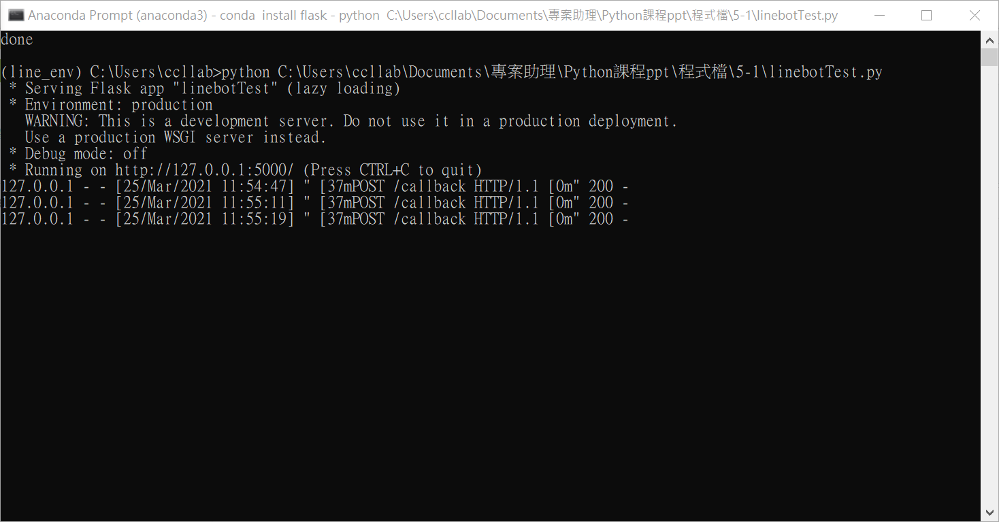 Anaconda Prompt (anaconda3) - conda  install flask - python  C:\Users\ccllab\Documents\專案助理\Python課程ppt\程式檔\5-1\linebotTest.py
done
(line_env) C:\Users\ccllab>python C:\Users\ccllab\Documents\專案助理\Python課程ppt\程式檔\5-1\linebotTest.py
 * Serving Flask app "linebotTest" (lazy loading)
 * Environment: production
   WARNING: This is a development server. Do not use it in a production deployment.
   Use a production WSGI server instead.
 * Debug mode: off
 * Running on http://127.0.0.1:5000/ (Press CTRL+C to quit)
127.0.0.1 - - [25/Mar/2021 11:54:47] " [37mPOST /callback HTTP/1.1 [0m" 200 -
127.0.0.1 - - [25/Mar/2021 11:55:11] " [37mPOST /callback HTTP/1.1 [0m" 200 -
127.0.0.1 - - [25/Mar/2021 11:55:19] " [37mPOST /callback HTTP/1.1 [0m" 200 -